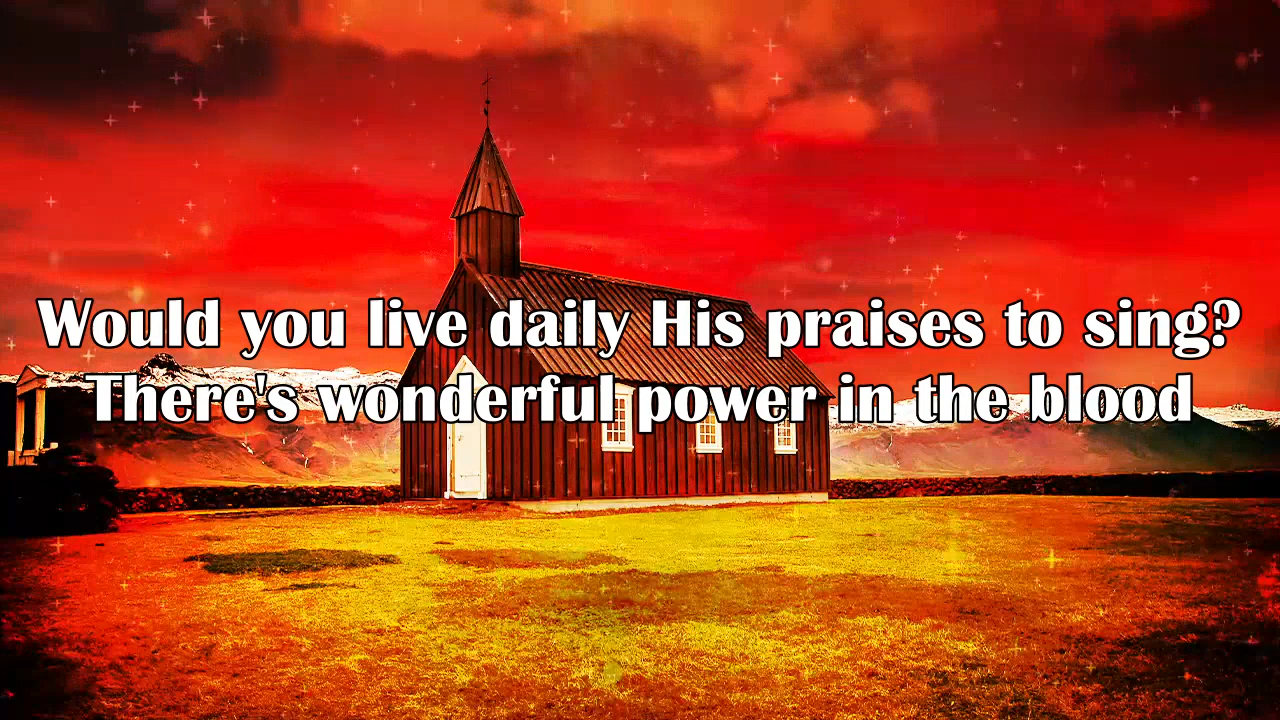 Would you live daily His praises to sing?
There's wonderful power in the blood